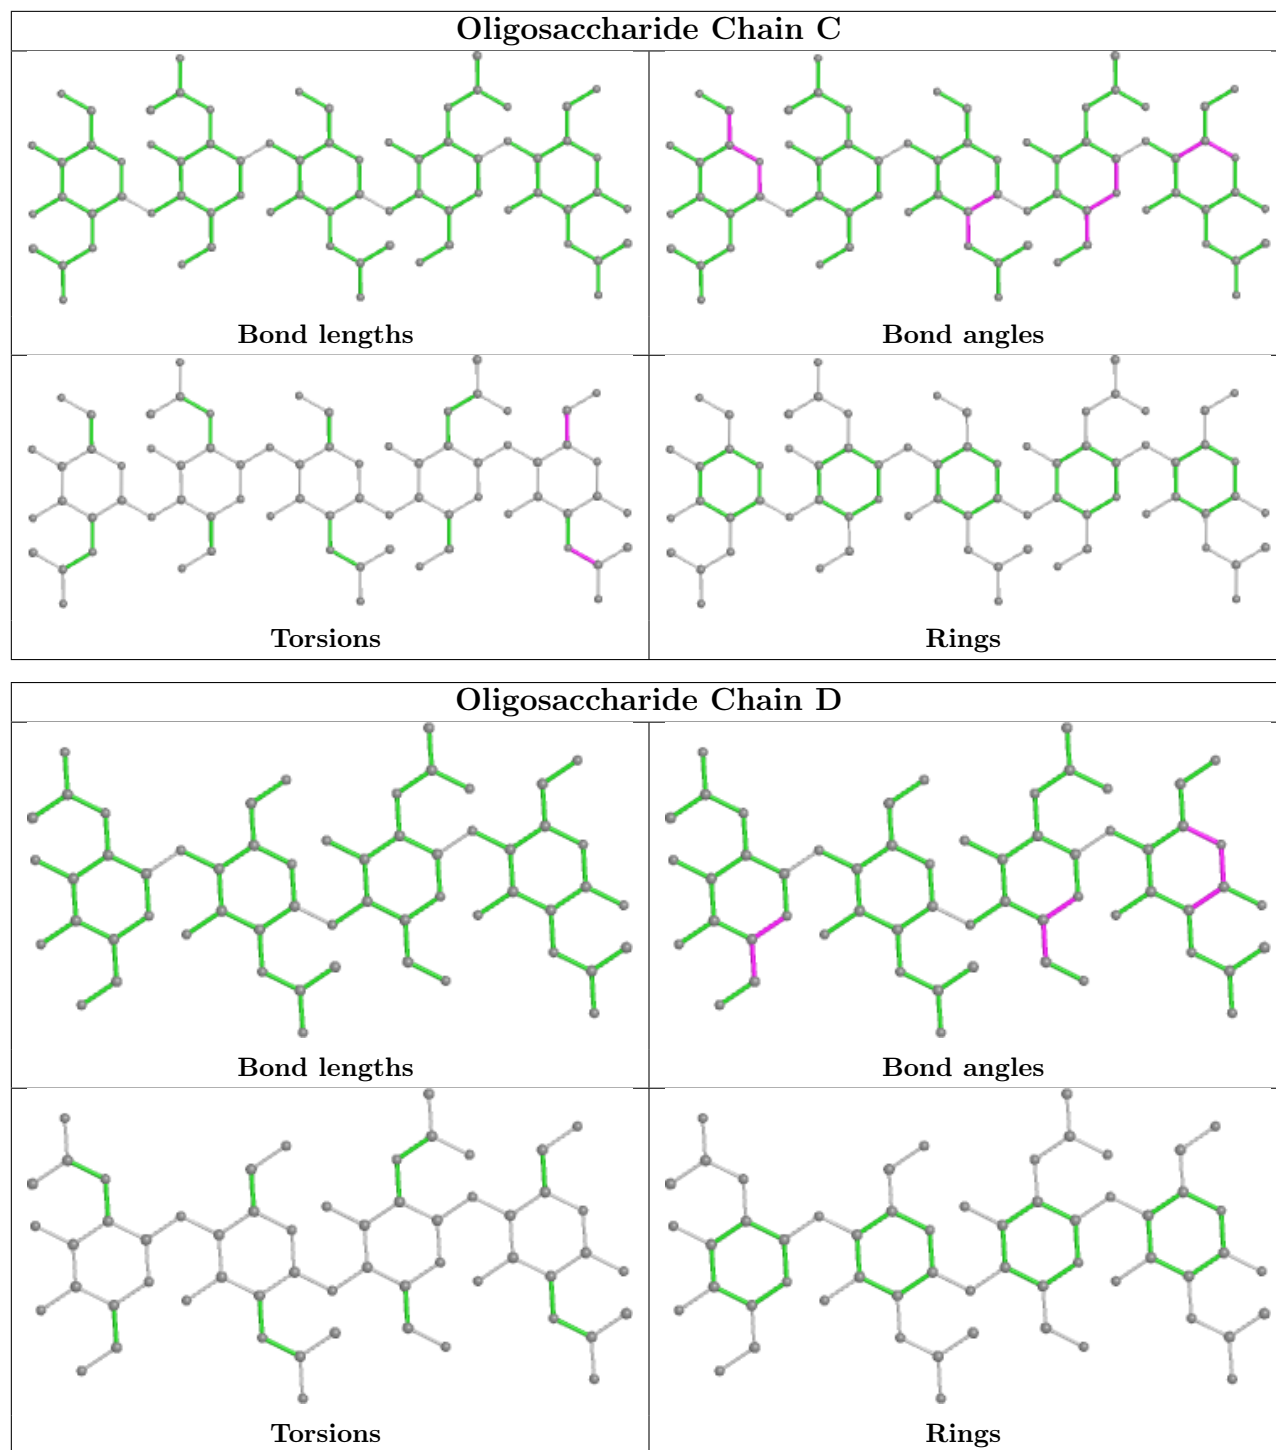 Oligosaccharide Chain C
Bond lengths
Bond angles
Torsions
Rings
Oligosaccharide Chain D
Bond lengths
Bond angles
Torsions
Rings